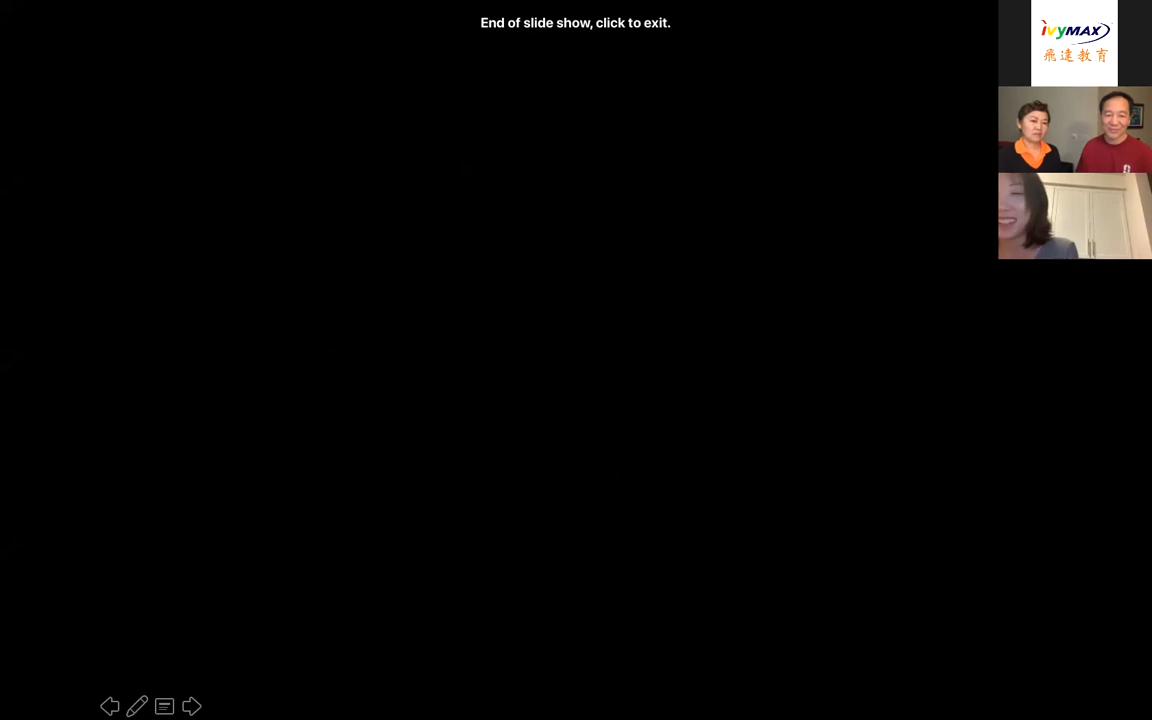 End of slide show, click to exit.
ivyMAX
飛達教育